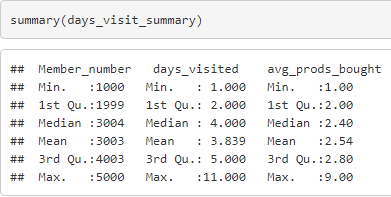 summary(days_visit_summary)
##  Member_number   days_visited    avg_prods_bought
##  Min.   :1000   Min.   : 1.000   Min.   :1.00
##  1st Qu.:1999   1st Qu.: 2.000   1st Qu.:2.00
##  Median :3004   Median : 4.000   Median :2.40
##  Mean   :3003   Mean   : 3.839   Mean   :2.54
##  3rd Qu.:4003   3rd Qu.: 5.000   3rd Qu.:2.80
##  Max.   :5000   Max.   :11.000   Max.   :9.00